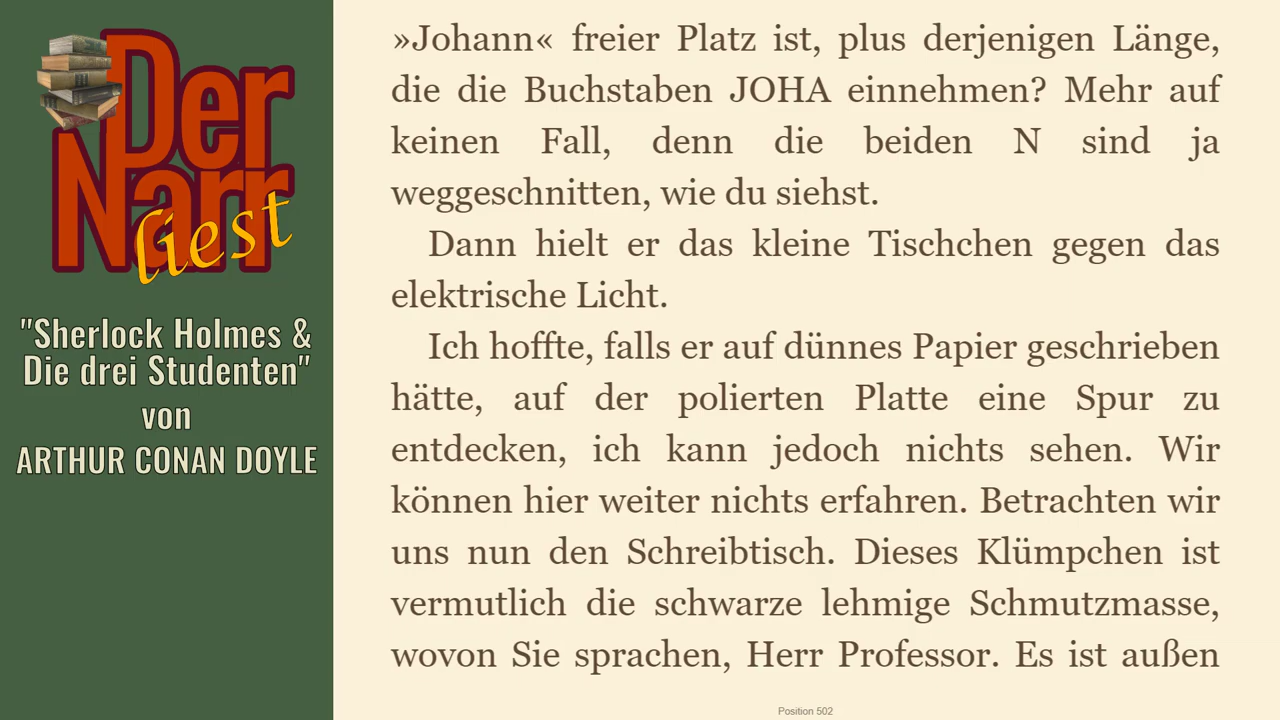 Der
Narr
liest
"Sherlock Holmes &
Die drei Studenten"
von
ARTHUR CONAN DOYLE
»Johann« freier Platz ist, plus derjenigen Länge,
die die Buchstaben JOHA einnehmen? Mehr auf
keinen Fall, denn die beiden N sind ja
weggeschnitten, wie du siehst.
Dann hielt er das kleine Tischchen gegen das
elektrische Licht.
Ich hoffte, falls er auf dünnes Papier geschrieben
hätte, auf der polierten Platte eine Spur zu
entdecken, ich kann jedoch nichts sehen. Wir
können hier weiter nichts erfahren. Betrachten wir
uns nun den Schreibtisch. Dieses Klümpchen ist
vermutlich die schwarze lehmige Schmutzmasse,
wovon Sie sprachen, Herr Professor. Es ist außen
Position 502